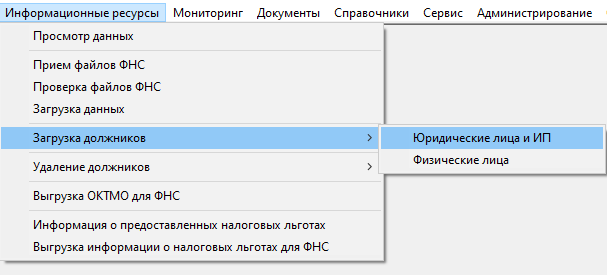 Информационные ресурсы Мониторинг Документы Справочники Сервис Администрирование
Просмотр данных
Прием файлов ФНС
Проверка файлов ФНС
Загрузка данных
Загрузка должников
Юридические лица и ИП
Физические лица
Удаление должников
Выгрузка ОКТМО для ФНС
Информация о предоставленных налоговых льготах
Выгрузка информации о налоговых льготах для ФНС